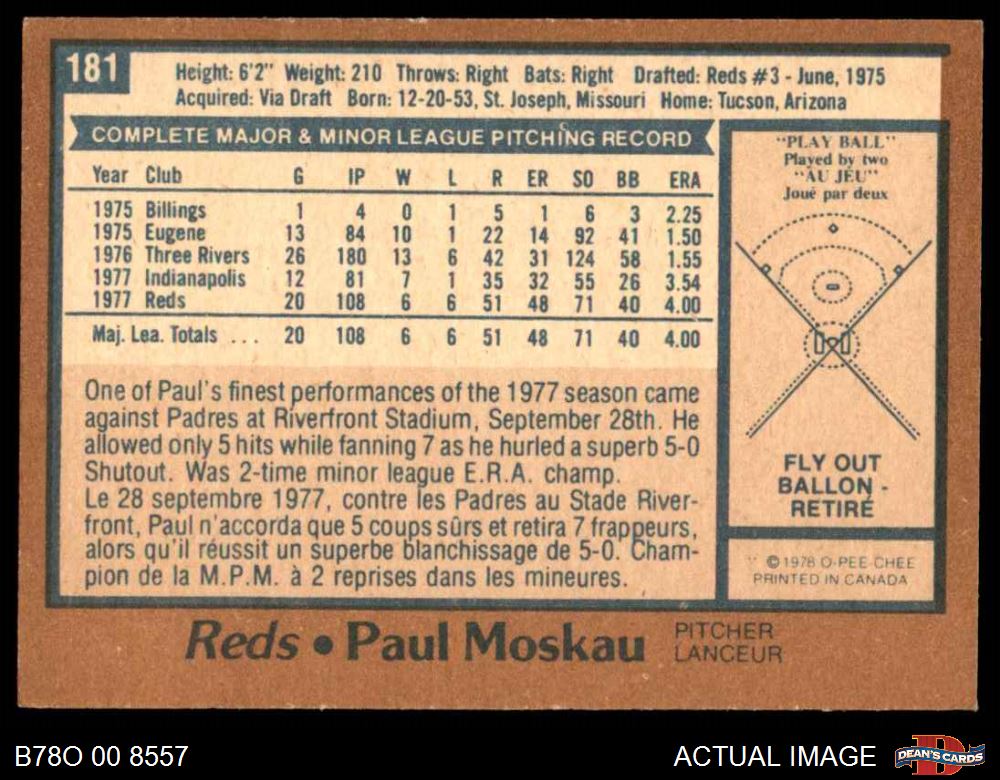 181
Height: 6'2" Weight: 210 Throws: Right Bats: Right Drafted: Reds #3 - June, 1975
Acquired: Via Draft Born: 12-20-53, St. Joseph, Missouri Home: Tucson, Arizona
COMPLETE MAJOR & MINOR LEAGUE PITCHING RECORD
Year Club G IP W L R ER SO BB ERA
1975 Billings 1 4 0 1 5 1 6 3 2.25
1975 Eugene 13 84 10 1 22 14 92 41 1.50
1976 Three Rivers 26 180 13 6 42 31 124 58 1.55
1977 Indianapolis 12 81 7 1 35 32 55 26 3.54
1977 Reds 20 108 6 6 51 48 71 40 4.00
Maj. Lea. Totals ... 20 108 6 6 51 48 71 40 4.00
One of Paul's finest performances of the 1977 season came
against Padres at Riverfront Stadium, September 28th. He
allowed only 5 hits while fanning 7 as he hurled a superb 5-0
Shutout. Was 2-time minor league E.R.A. champ.
Le 28 septembre 1977, contre les Padres au Stade River-
front, Paul n'accorda que 5 coups sûrs et retira 7 frappeurs,
alors qu'il réussit un superbe blanchissage de 5-0. Cham-
pion de la M.P.M. à 2 reprises dans les mineures.
"PLAY BALL"
Played by two
"AU JEU"
Joué par deux
FLY OUT
BALLON -
RETIRÉ
© 1978 O-PEE-CHEE
PRINTED IN CANADA
Reds • Paul Moskau PITCHER
LANCEUR
B78O 00 8557
ACTUAL IMAGE
D
DEAN'S CARDS